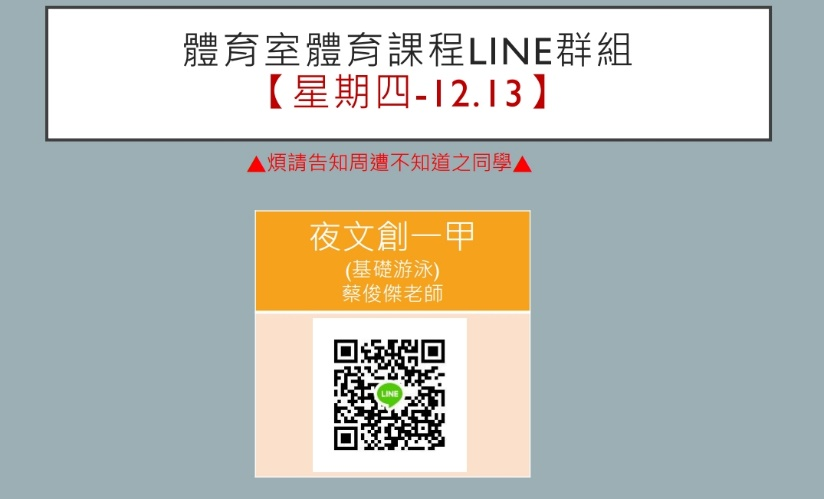 體育室體育課程LINE群組
【星期四-12.13】
▲煩請告知周遭不知道之同學▲
夜文創一甲
(基礎游泳)
蔡俊傑老師
LINE